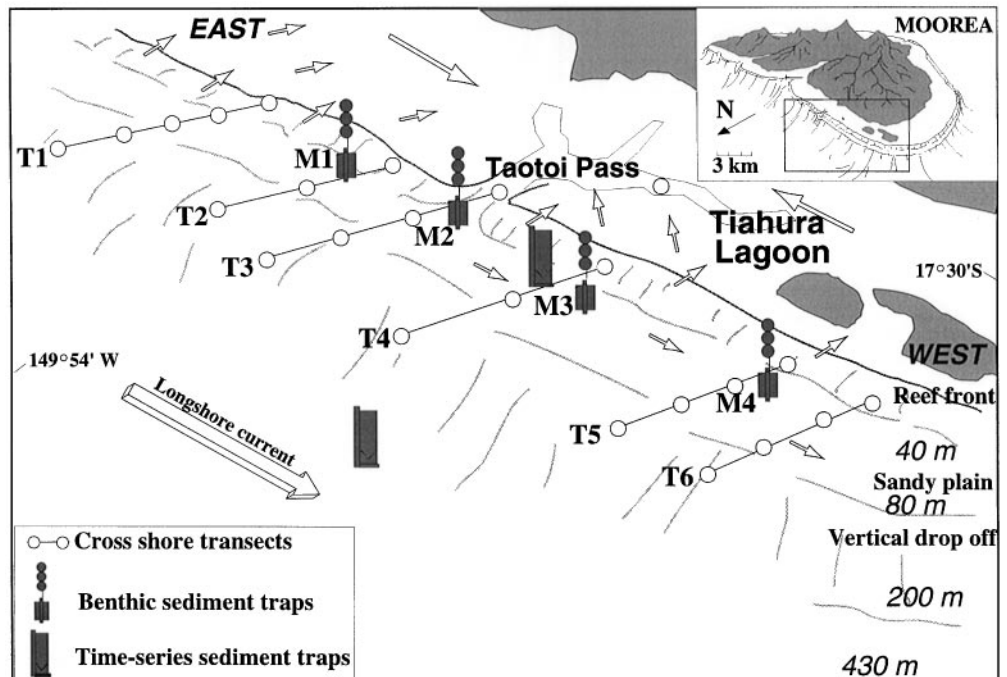 EAST
MOOREA
N
3 km
T1
M1
Taotoi Pass
T2
M2
Tiahura
Lagoon
T3
17°30'S
M3
T4
149°54' W
WEST
Longshore current
Reef front
M4
T5
40 m
T6
Sandy plain
80 m
Cross shore transects
Vertical drop off
Benthic sediment traps
200 m
Time-series sediment traps
430 m